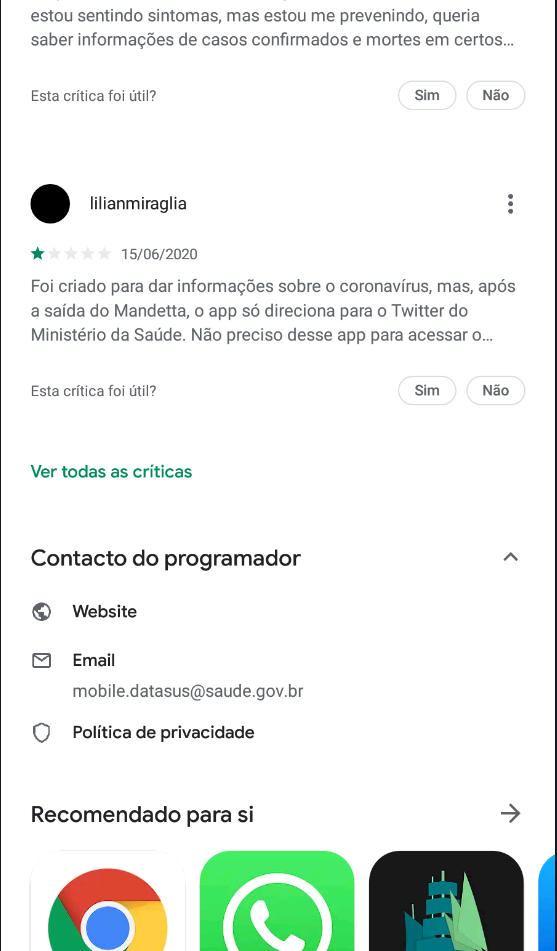 estou sentindo sintomas, mas estou me prevenindo, queria
saber informações de casos confirmados e mortes em certos…
Esta crítica foi útil? Sim Não
lilianmiraglia
15/06/2020
Foi criado para dar informações sobre o coronavírus, mas, após
a saída do Mandetta, o app só direciona para o Twitter do
Ministério da Saúde. Não preciso desse app para acessar o…
Esta crítica foi útil? Sim Não
Ver todas as críticas
Contacto do programador
Website
Email
mobile.datasus@saude.gov.br
Política de privacidade
Recomendado para si